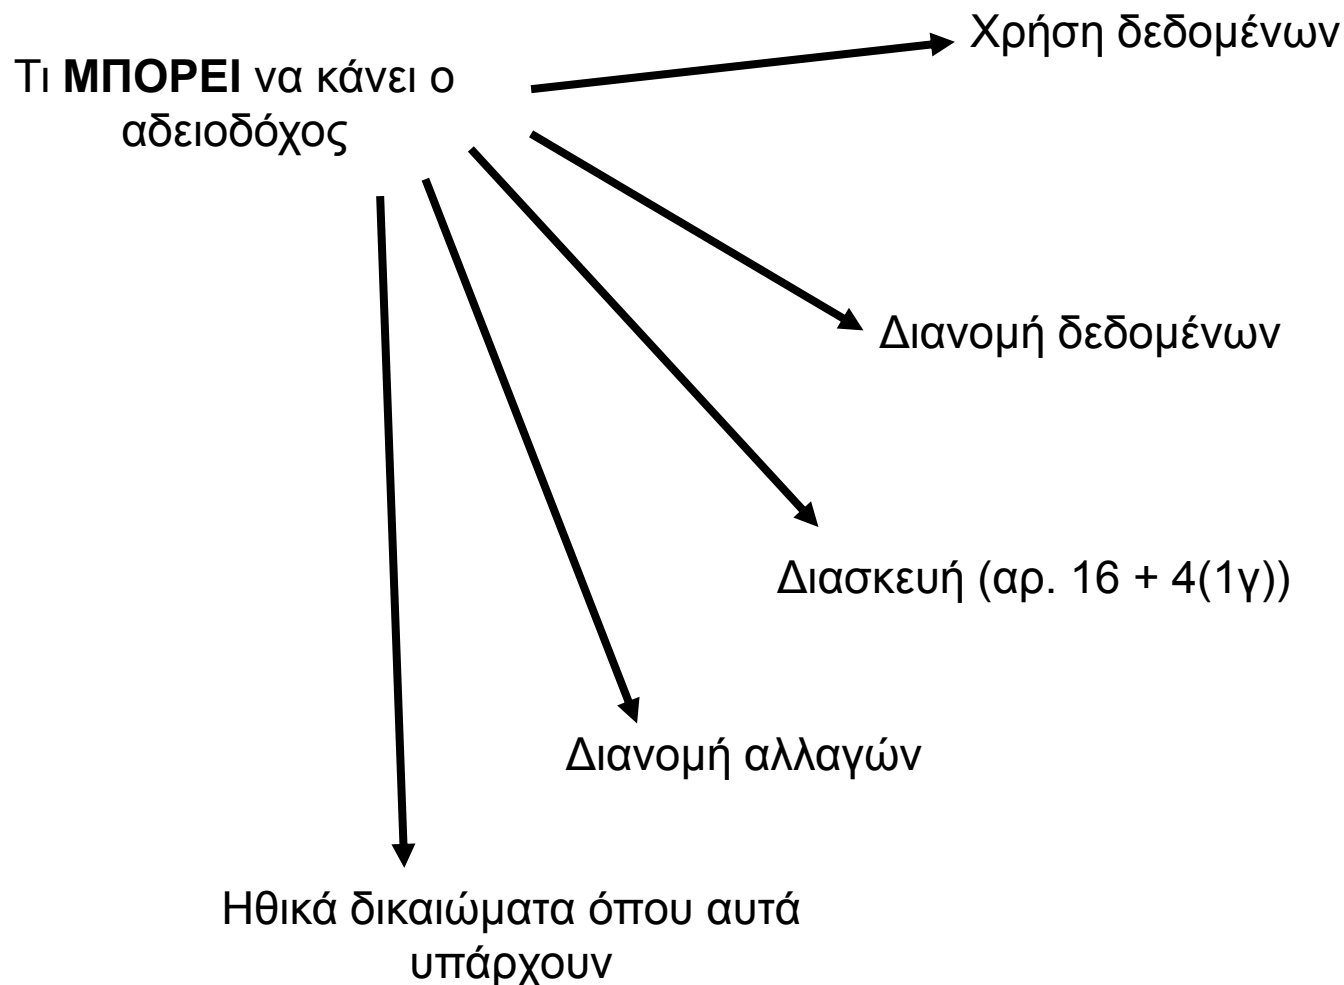 Χρήση δεδομένων
Τι ΜΠΟΡΕΙ να κάνει ο
αδειοδόχος
Διανομή δεδομένων
Διασκευή (αρ. 16 + 4(1γ))
Διανομή αλλαγών
Ηθικά δικαιώματα όπου αυτά
υπάρχουν